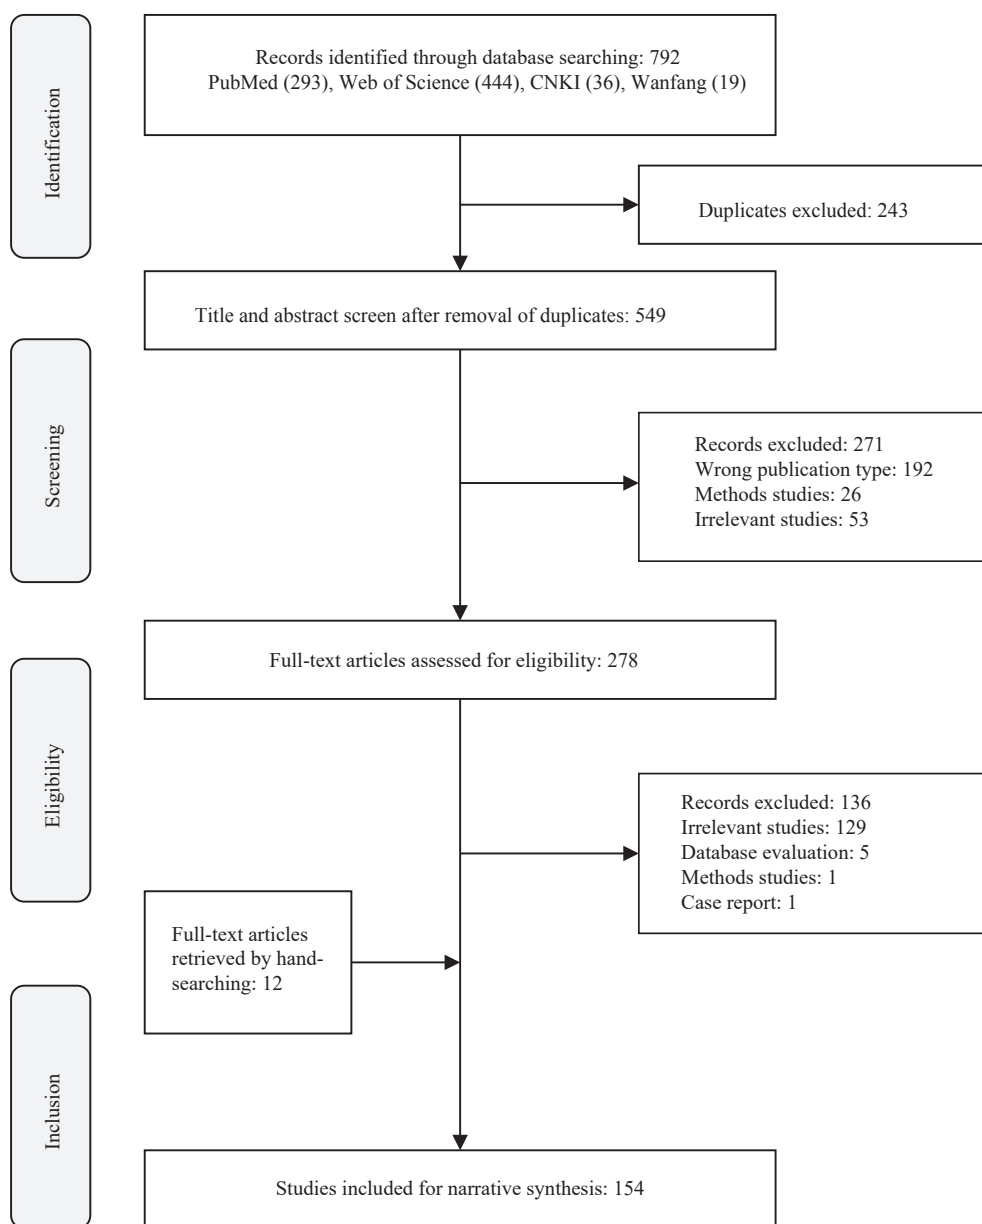 Identification
Records identified through database searching: 792
PubMed (293), Web of Science (444), CNKI (36), Wanfang (19)
Duplicates excluded: 243
Title and abstract screen after removal of duplicates: 549
Screening
Records excluded: 271
Wrong publication type: 192
Methods studies: 26
Irrelevant studies: 53
Full-text articles assessed for eligibility: 278
Eligibility
Records excluded: 136
Irrelevant studies: 129
Database evaluation: 5
Methods studies: 1
Case report: 1
Full-text articles
retrieved by hand-
searching: 12
Inclusion
Studies included for narrative synthesis: 154